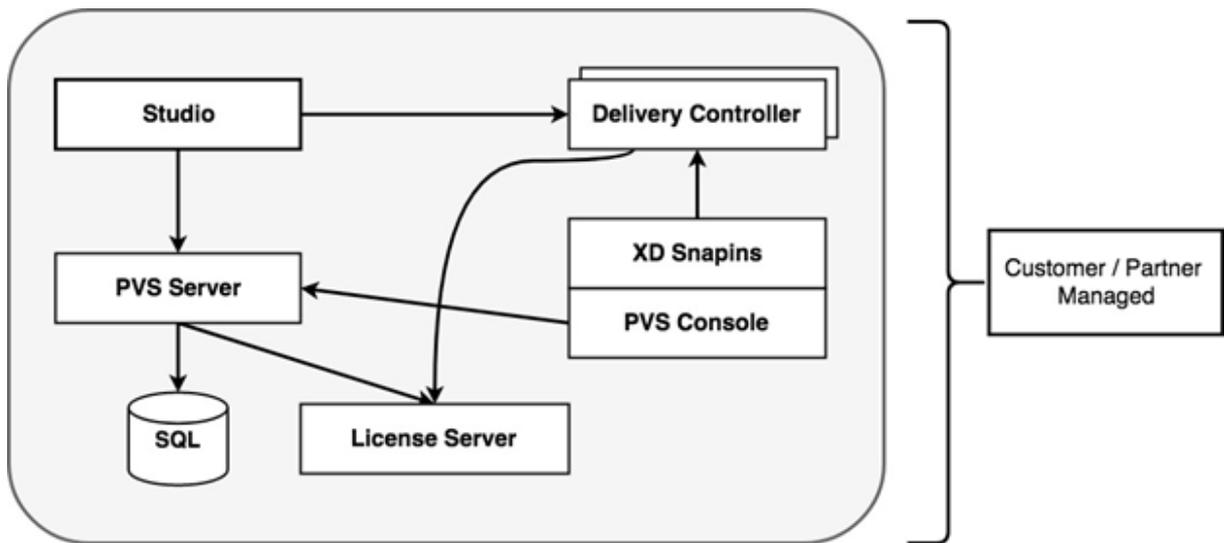 Studio
Delivery Controller
XD Snapins
PVS Server
PVS Console
SQL
License Server
Customer / Partner
Managed